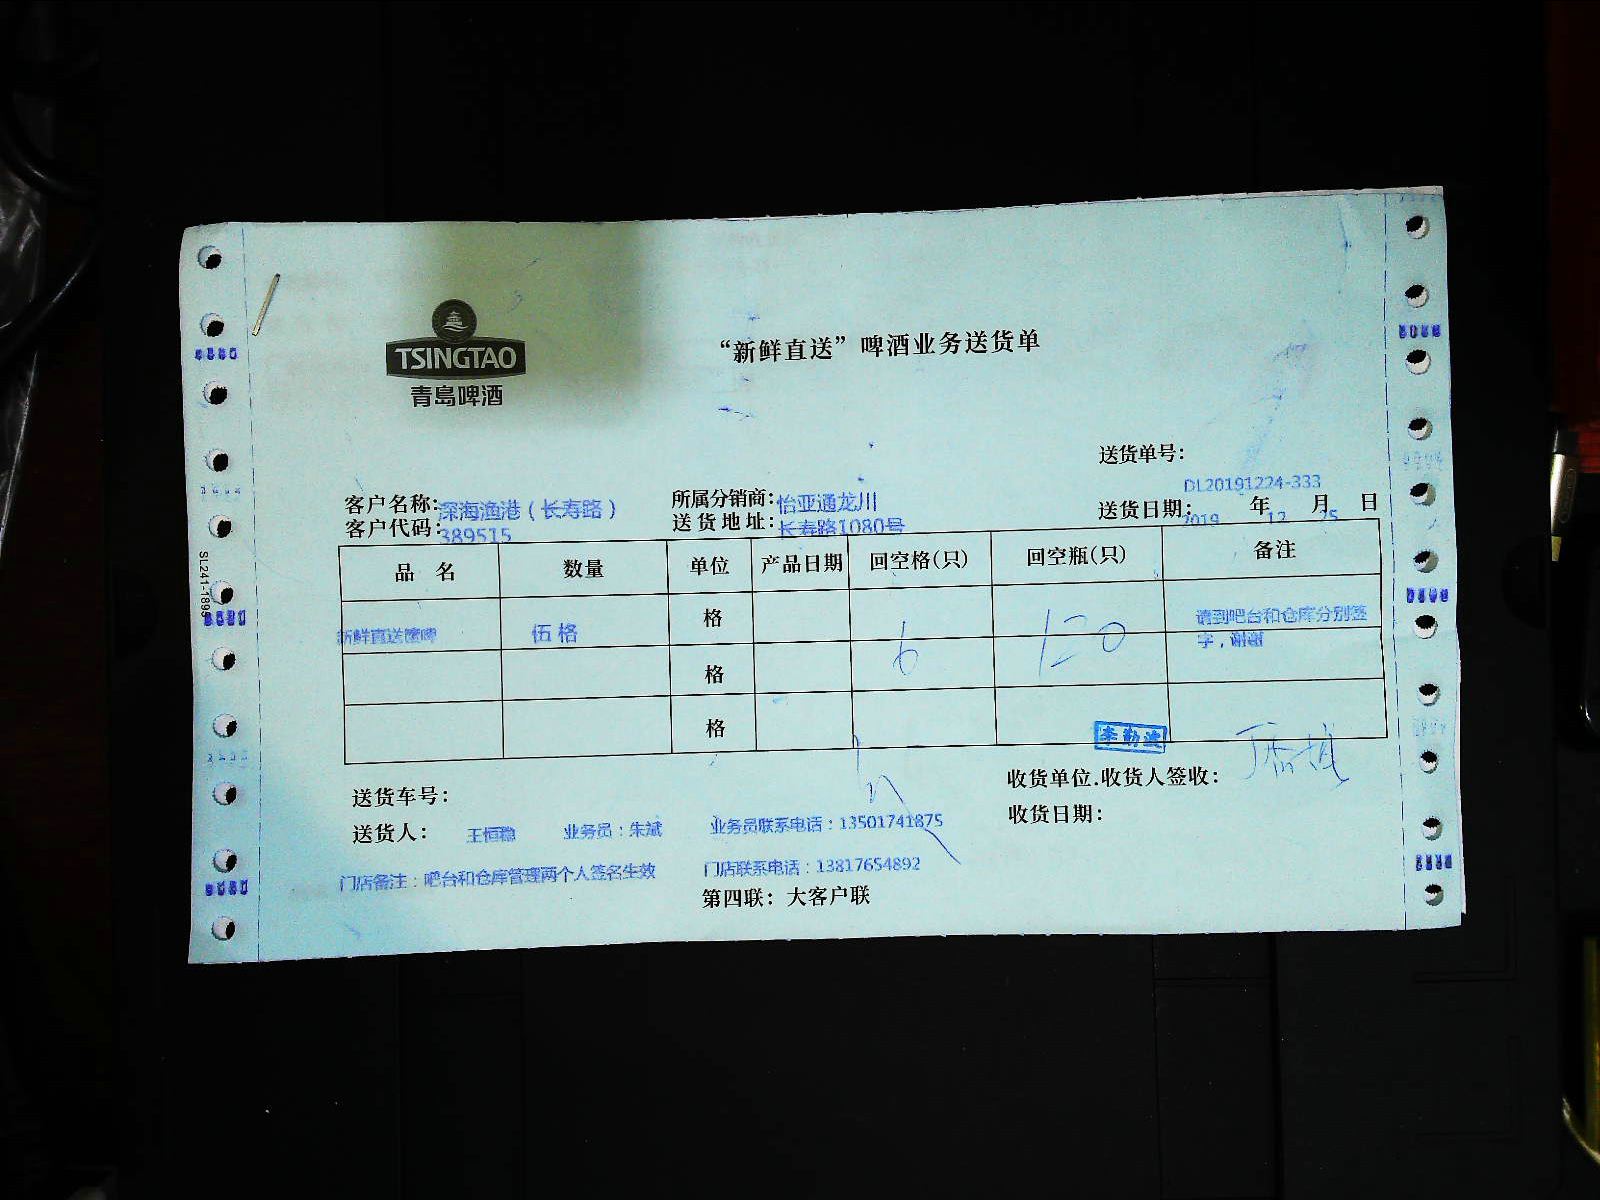 TSINGTAO
青岛啤酒
“新鲜直送”啤酒业务送货单
送货单号：
DL20191224-333
客户名称：深海渔港（长寿路） 所属分销商：怡亚通龙川 送货日期： 2019 年 12 月 25 日
客户代码：389515 送货地址：长寿路1080号
品 名 数量 单位 产品日期 回空格（只） 回空瓶（只） 备注
新鲜直送 伍格 格 6 120 请到吧台和仓库分别签字，谢谢
格
格
李勤波
送货车号： 收货单位.收货人签收：
送货人： 王恒稳 业务员：朱斌 业务员联系电话：13501741875 收货日期：
门店备注：吧台和仓库管理两个人签名生效 门店联系电话：13817654892
第四联：大客户联
SL241-1895